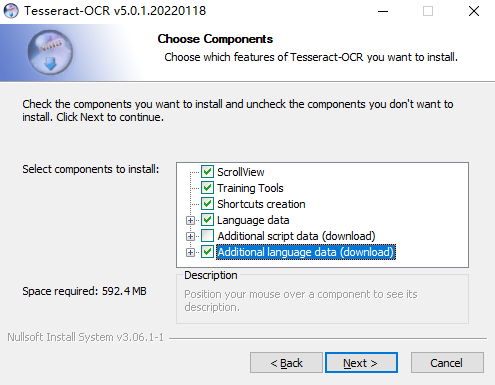 Tesseract-OCR v5.0.1.20220118
Choose Components
Choose which features of Tesseract-OCR you want to install.
Check the components you want to install and uncheck the components you don't want to
install. Click Next to continue.
Select components to install:
ScrollView
Training Tools
Shortcuts creation
Language data
Additional script data (download)
Additional language data (download)
Space required: 592.4 MB
Description
Position your mouse over a component to see its
description.
Nullsoft Install System v3.06.1-1
< Back
Next >
Cancel